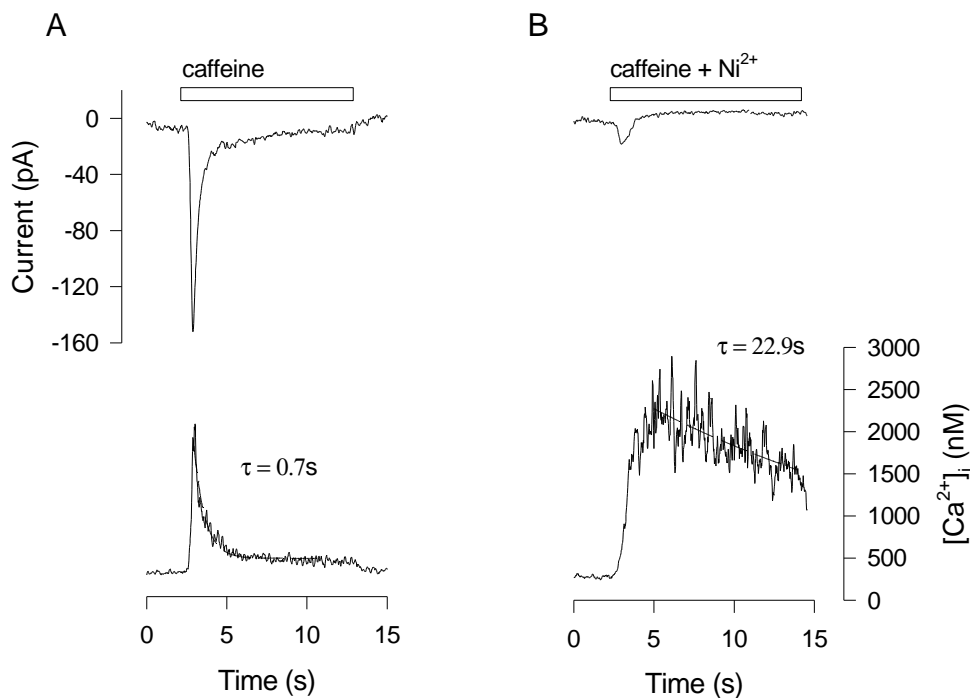 A
B
caffeine
caffeine + Ni²⁺
0
-40
-80
-120
-160
Current (pA)
τ = 22.9s
τ = 0.7s
3000
2500
2000
1500
1000
500
0
[Ca²⁺]ᵢ (nM)
0 5 10 15
0 5 10 15
Time (s)
Time (s)